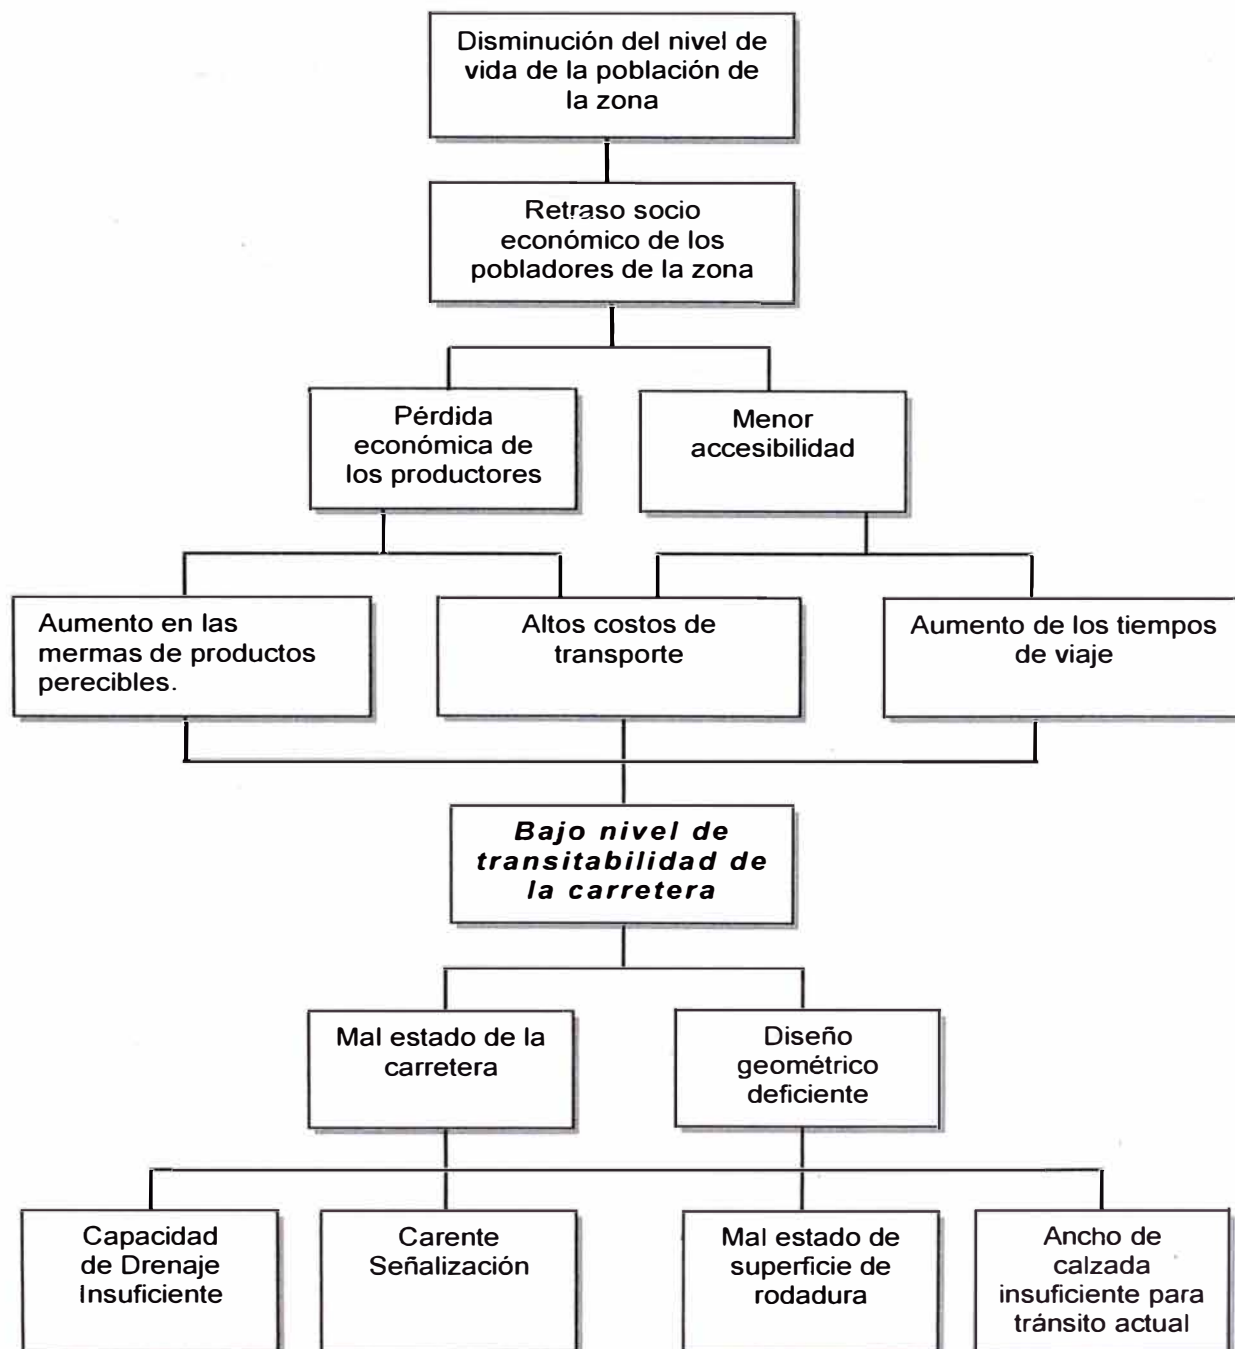 Disminución del nivel de
vida de la población de
la zona
Retraso socio
económico de los
pobladores de la zona
Pérdida
económica de
los productores
Menor
accesibilidad
Aumento en las
mermas de productos
perecibles.
Altos costos de
transporte
Aumento de los tiempos
de viaje
Bajo nivel de
transitabilidad de
la carretera
Mal estado de la
carretera
Diseño
geométrico
deficiente
Capacidad
de Drenaje
Insuficiente
Carente
Señalización
Mal estado de
superficie de
rodadura
Ancho de
calzada
insuficiente para
tránsito actual